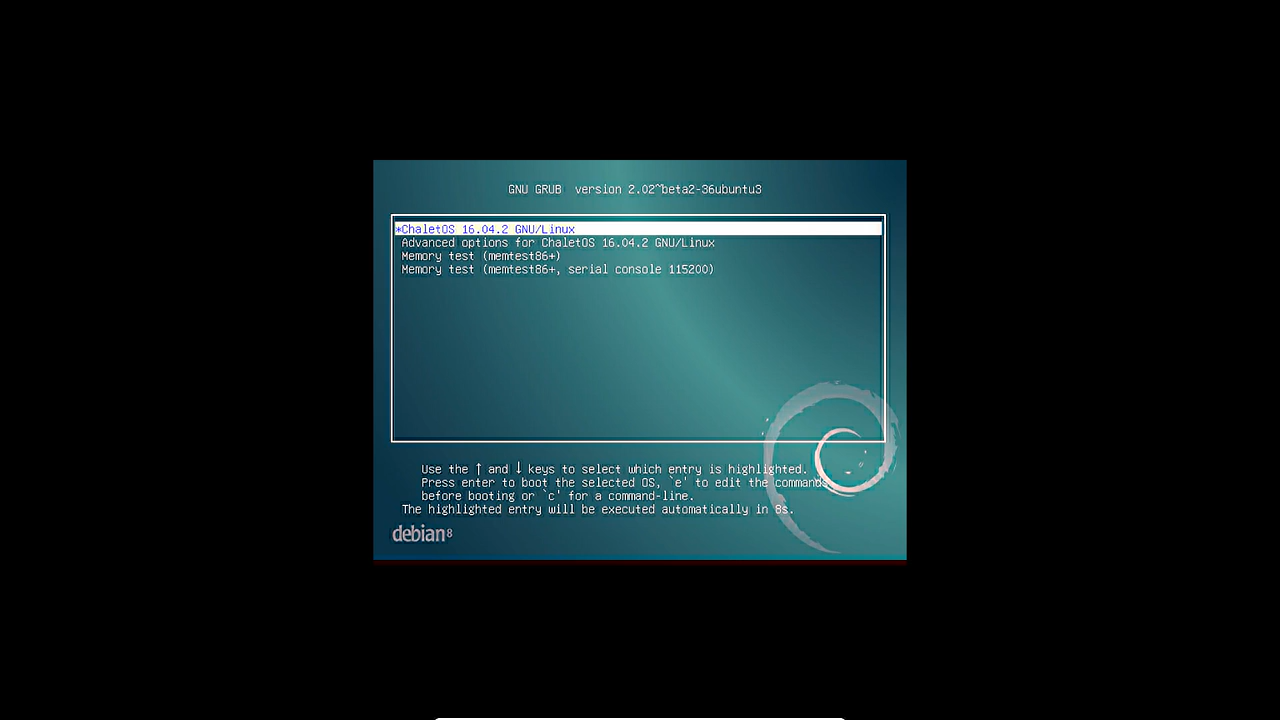 GNU GRUB  version 2.02~beta2-36ubuntu3
*ChaletOS 16.04.2 GNU/Linux
Advanced options for ChaletOS 16.04.2 GNU/Linux
Memory test (memtest86+)
Memory test (memtest86+, serial console 115200)
Use the ↑ and ↓ keys to select which entry is highlighted.
Press enter to boot the selected OS, `e' to edit the commands
before booting or `c' for a command-line.
The highlighted entry will be executed automatically in 8s.
debian 8